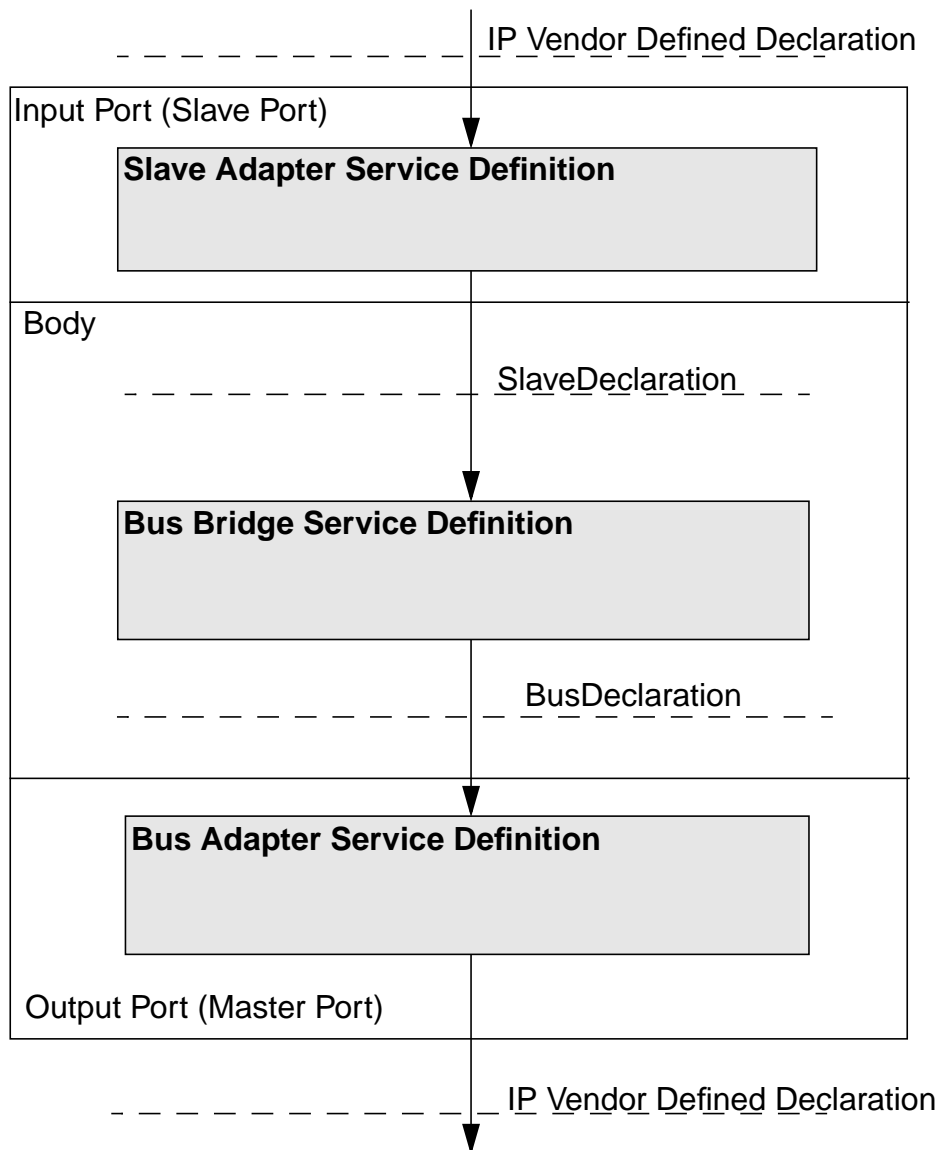 IP Vendor Defined Declaration
Input Port (Slave Port)
Slave Adapter Service Definition
Body
SlaveDeclaration
Bus Bridge Service Definition
BusDeclaration
Bus Adapter Service Definition
Output Port (Master Port)
IP Vendor Defined Declaration